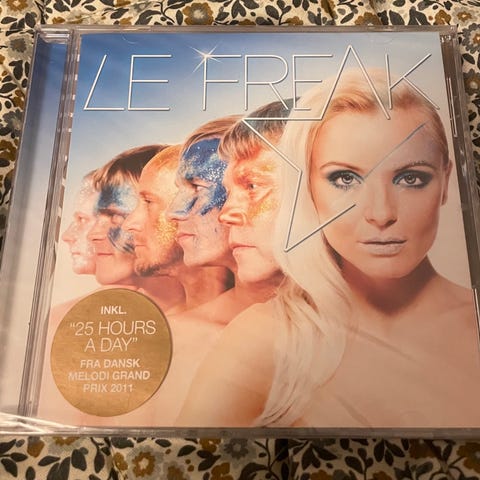 LE FREAK
INKL.
"25 HOURS
A DAY"
FRA DANSK
MELODI GRAND
PRIX 2011